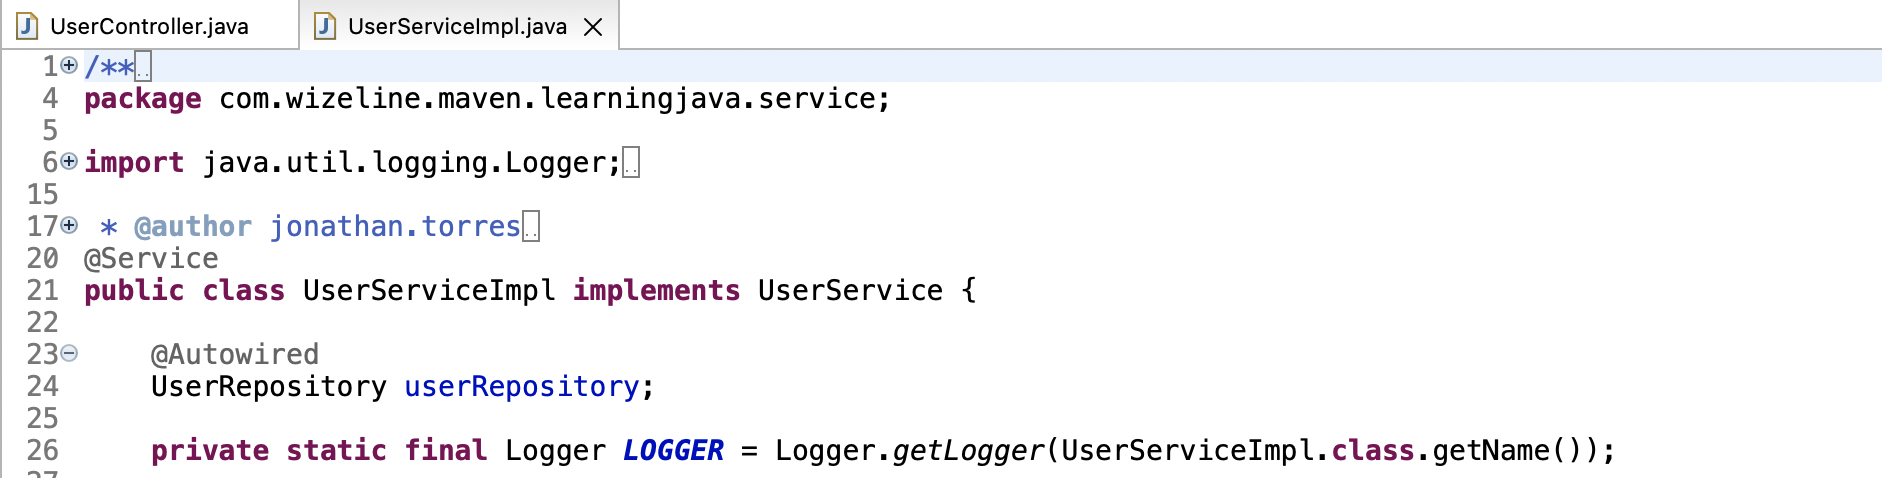 UserController.java UserServiceImpl.java
1 /**
4 package com.wizeline.maven.learningjava.service;
5
6 import java.util.logging.Logger;
15
17 * @author jonathan.torres
20 @Service
21 public class UserServiceImpl implements UserService {
22
23 @Autowired
24 UserRepository userRepository;
25
26 private static final Logger LOGGER = Logger.getLogger(UserServiceImpl.class.getName());
27